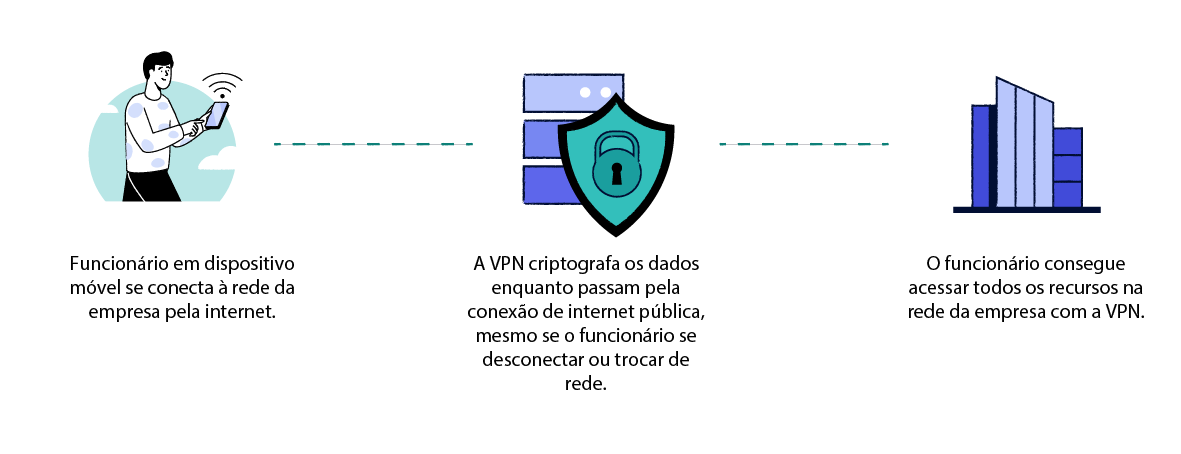 Funcionário em dispositivo
móvel se conecta à rede da
empresa pela internet.
A VPN criptografa os dados
enquanto passam pela
conexão de internet pública,
mesmo se o funcionário se
desconectar ou trocar de
rede.
O funcionário consegue
acessar todos os recursos na
rede da empresa com a VPN.